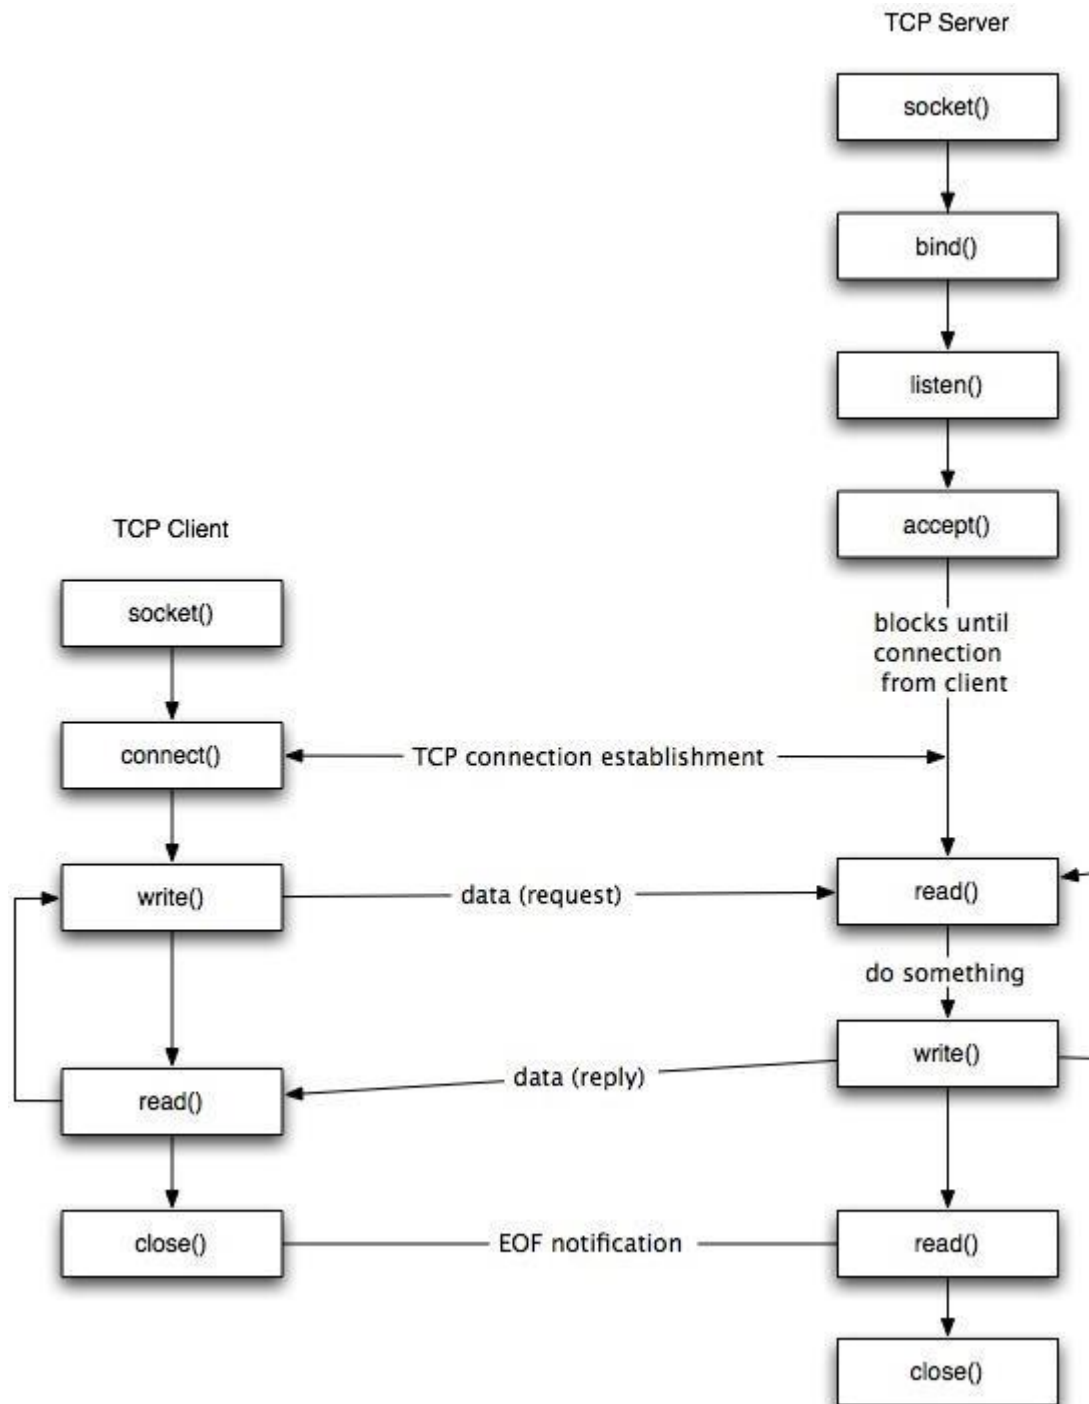 TCP Server
socket()
bind()
listen()
accept()
TCP Client
socket()
blocks until
connection
from client
connect()
TCP connection establishment
write()
data (request)
read()
do something
write()
data (reply)
read()
close()
EOF notification
read()
close()